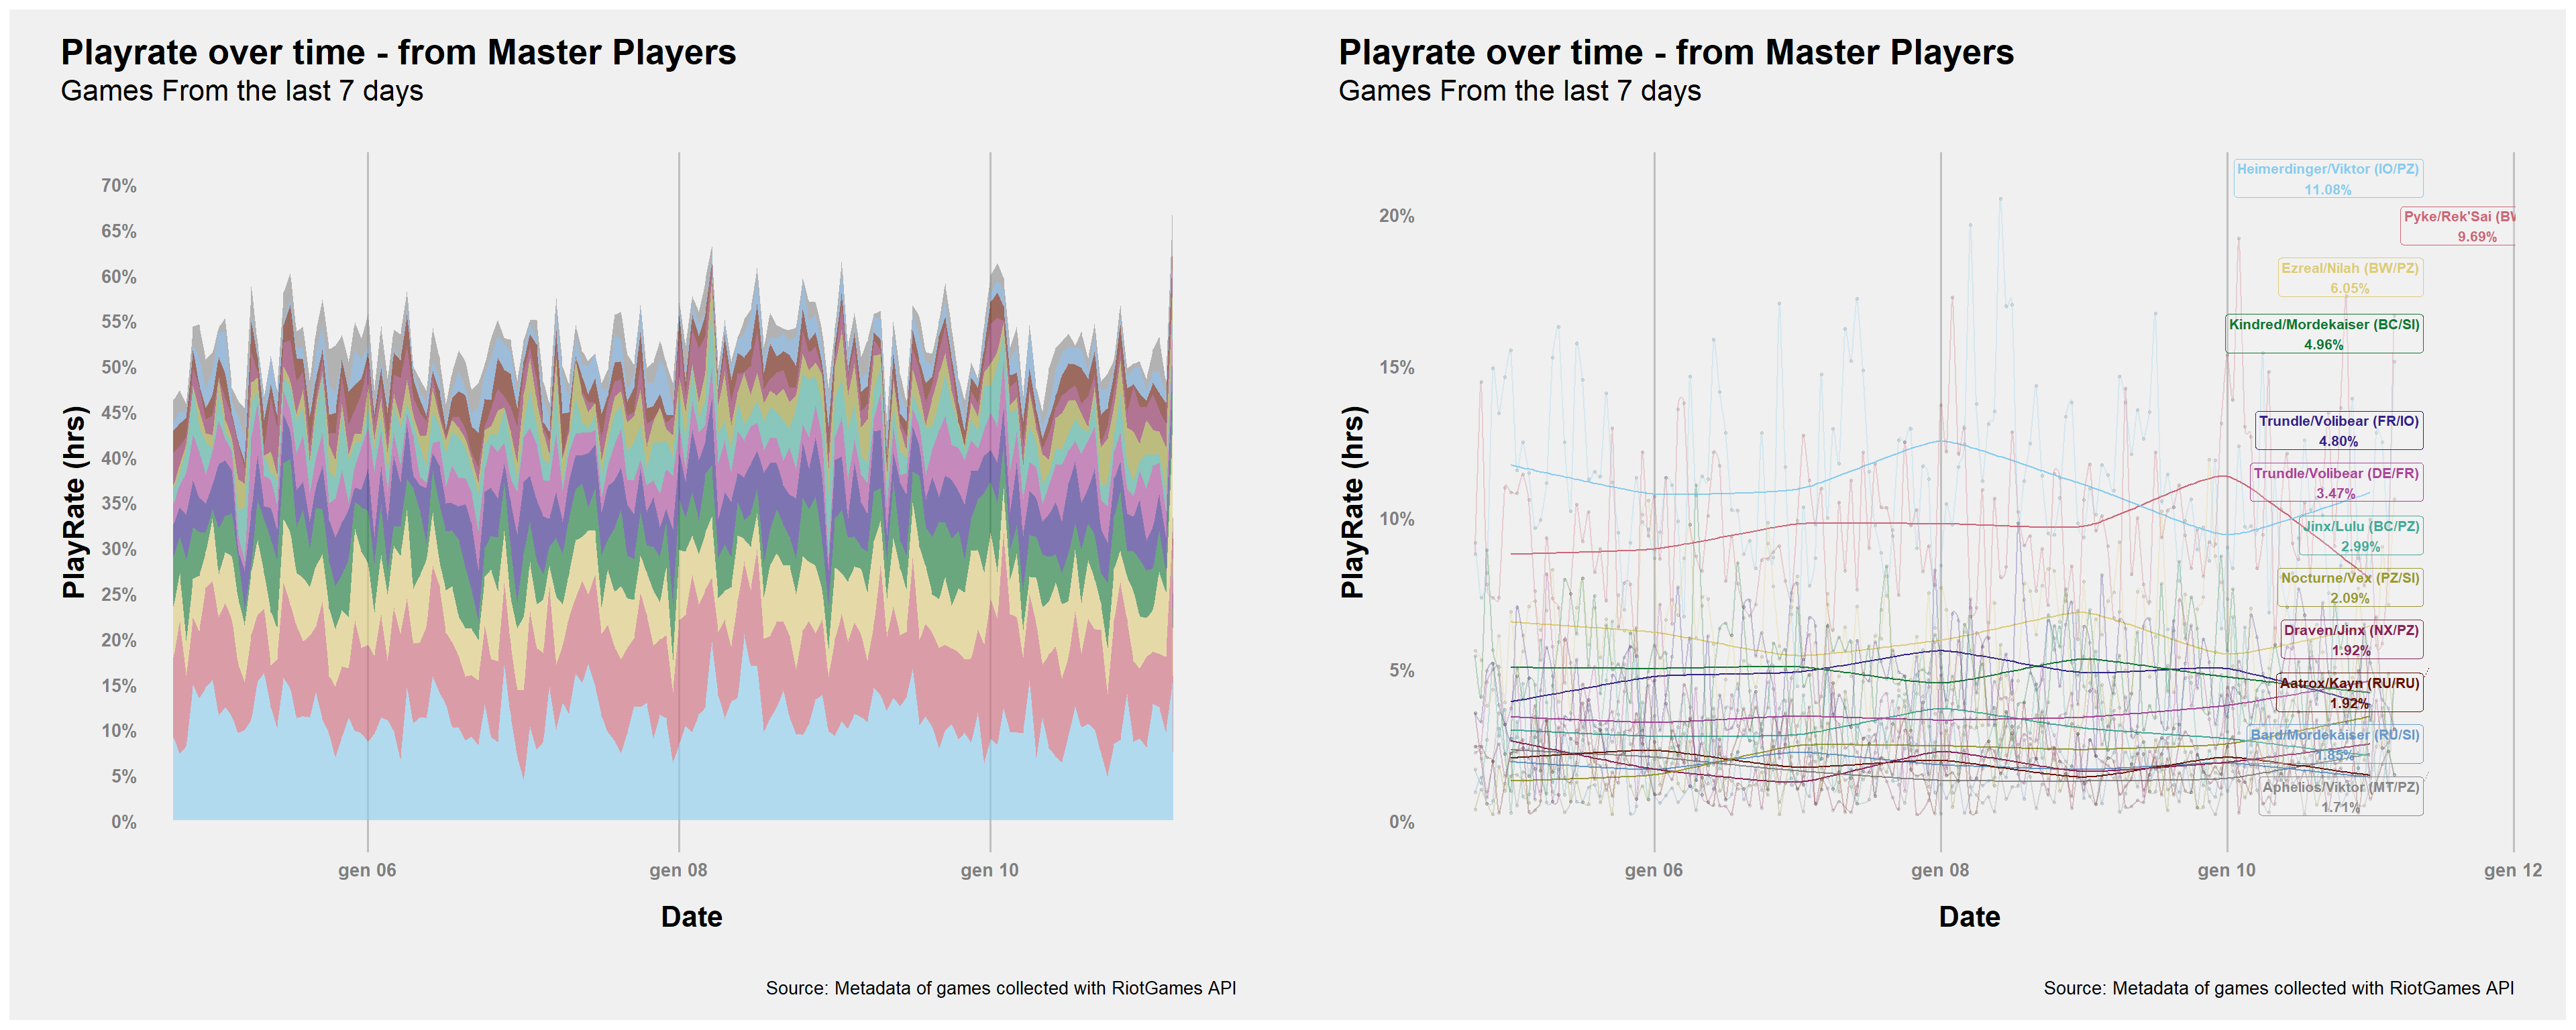 Playrate over time - from Master Players
Games From the last 7 days
70%
65%
60%
55%
50%
45%
40%
35%
30%
25%
20%
15%
10%
5%
0%
PlayRate (hrs)
gen 06
gen 08
gen 10
Date
Source: Metadata of games collected with RiotGames API
Playrate over time - from Master Players
Games From the last 7 days
20%
15%
10%
5%
0%
PlayRate (hrs)
Heimerdinger/Viktor (IO/PZ)
11.08%
Pyke/Rek'Sai (BW
9.69%
Ezreal/Nilah (BW/PZ)
6.05%
Kindred/Mordekaiser (BC/SI)
4.96%
Trundle/Volibear (FR/IO)
4.80%
Trundle/Volibear (DE/FR)
3.47%
Jinx/Lulu (BC/PZ)
2.99%
Nocturne/Vex (PZ/SI)
2.09%
Draven/Jinx (NX/PZ)
1.92%
Aatrox/Kayn (RU/RU)
1.92%
Bard/Mordekaiser (RU/SI)
1.85%
Aphelios/Viktor (MT/PZ)
1.71%
gen 06
gen 08
gen 10
gen 12
Date
Source: Metadata of games collected with RiotGames API